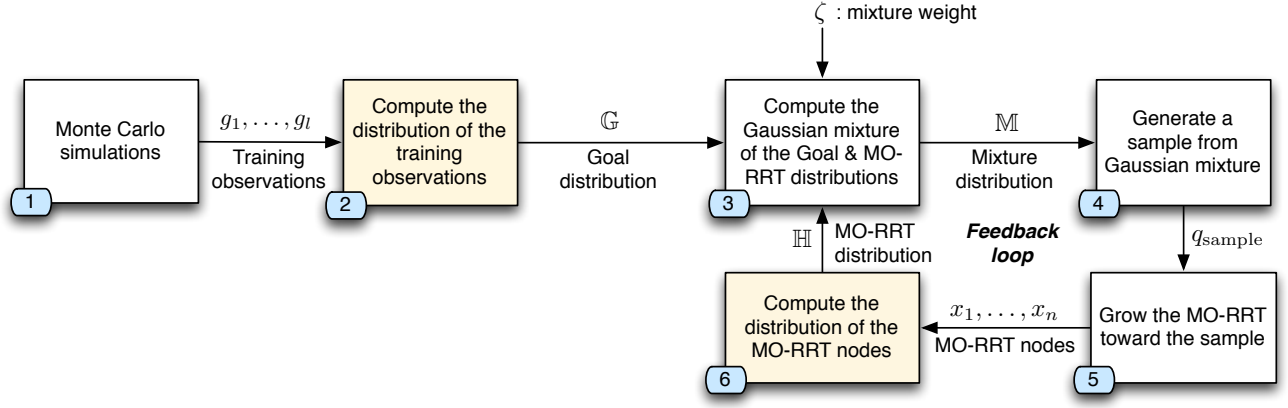 ζ : mixture weight
Monte Carlo
simulations
1
g₁, . . . , gₗ
Training
observations
Compute the
distribution of the
training
observations
2
𝔾
Goal
distribution
Compute the
Gaussian mixture
of the Goal & MO-
RRT distributions
3
𝕄
Mixture
distribution
Generate a
sample from
Gaussian mixture
4
q_sample
Feedback
loop
ℍ
MO-RRT
distribution
Grow the MO-RRT
toward the sample
5
x₁, . . . , xₙ
MO-RRT nodes
Compute the
distribution of the
MO-RRT nodes
6